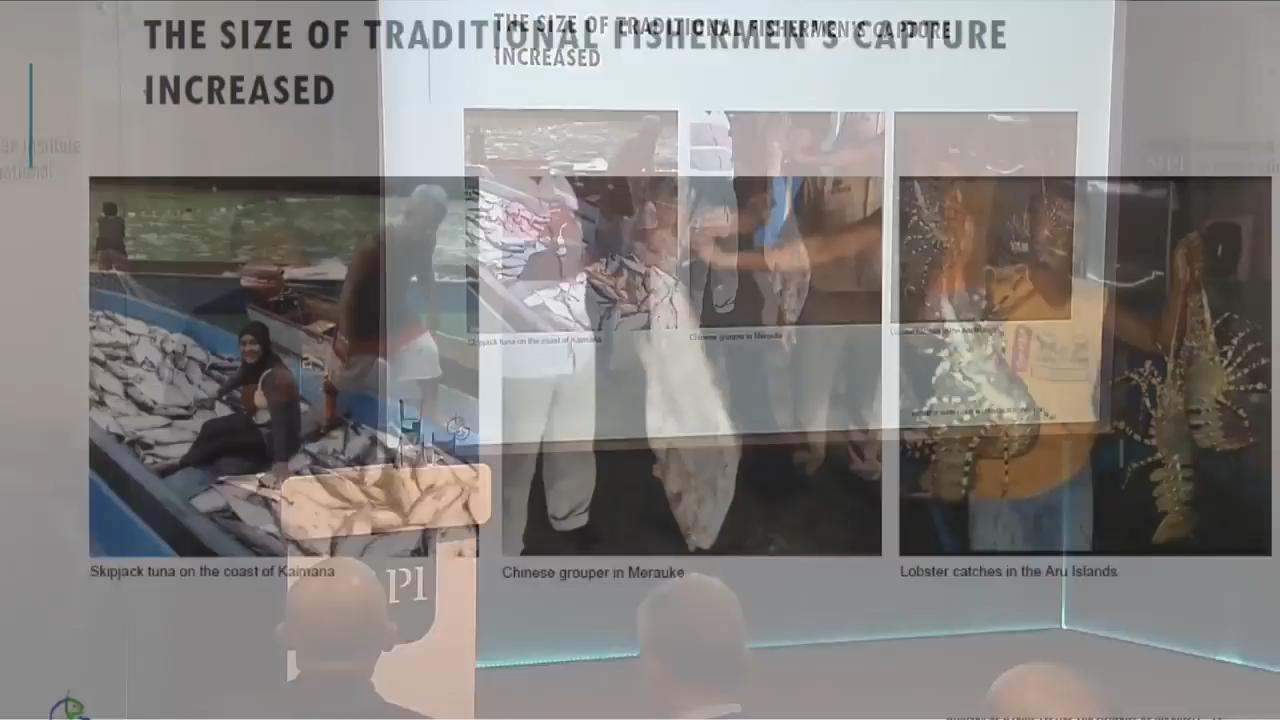 THE SIZE OF TRADITIONAL FISHERMEN'S CAPTURE
INCREASED
THE SIZE OF TRADITIONAL FISHERMEN'S CAPTURE
INCREASED
Skipjack tuna on the coast of Kaimana
Chinese grouper in Merauke
Skipjack tuna on the coast of Kaimana
Chinese grouper in Merauke
Lobster catches in the Aru Islands
PI